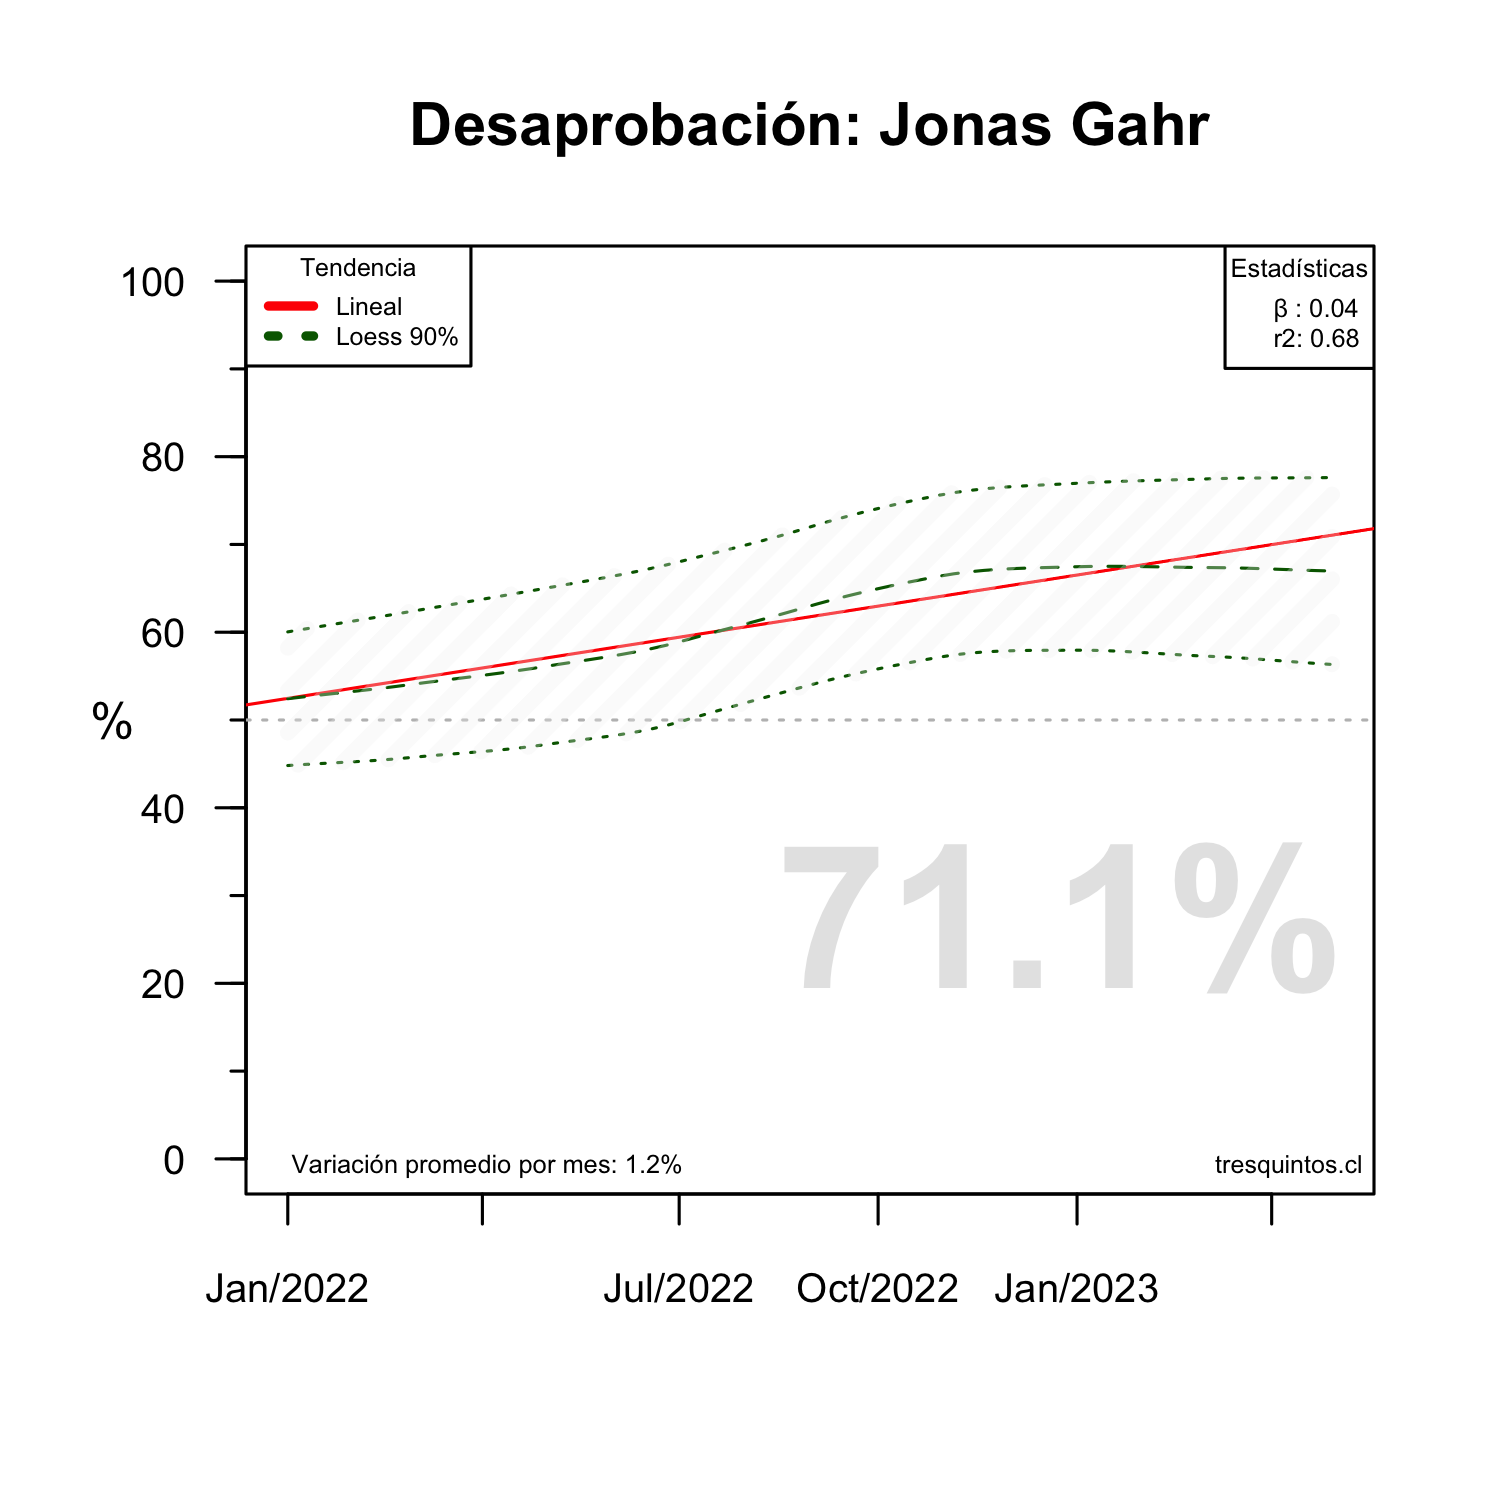 Desaprobación: Jonas Gahr
Tendencia
Lineal
Loess 90%
Estadísticas
β : 0.04
r2: 0.68
100
80
60
%
40
20
0
71.1%
Variación promedio por mes: 1.2%
tresquintos.cl
Jan/2022
Jul/2022
Oct/2022
Jan/2023